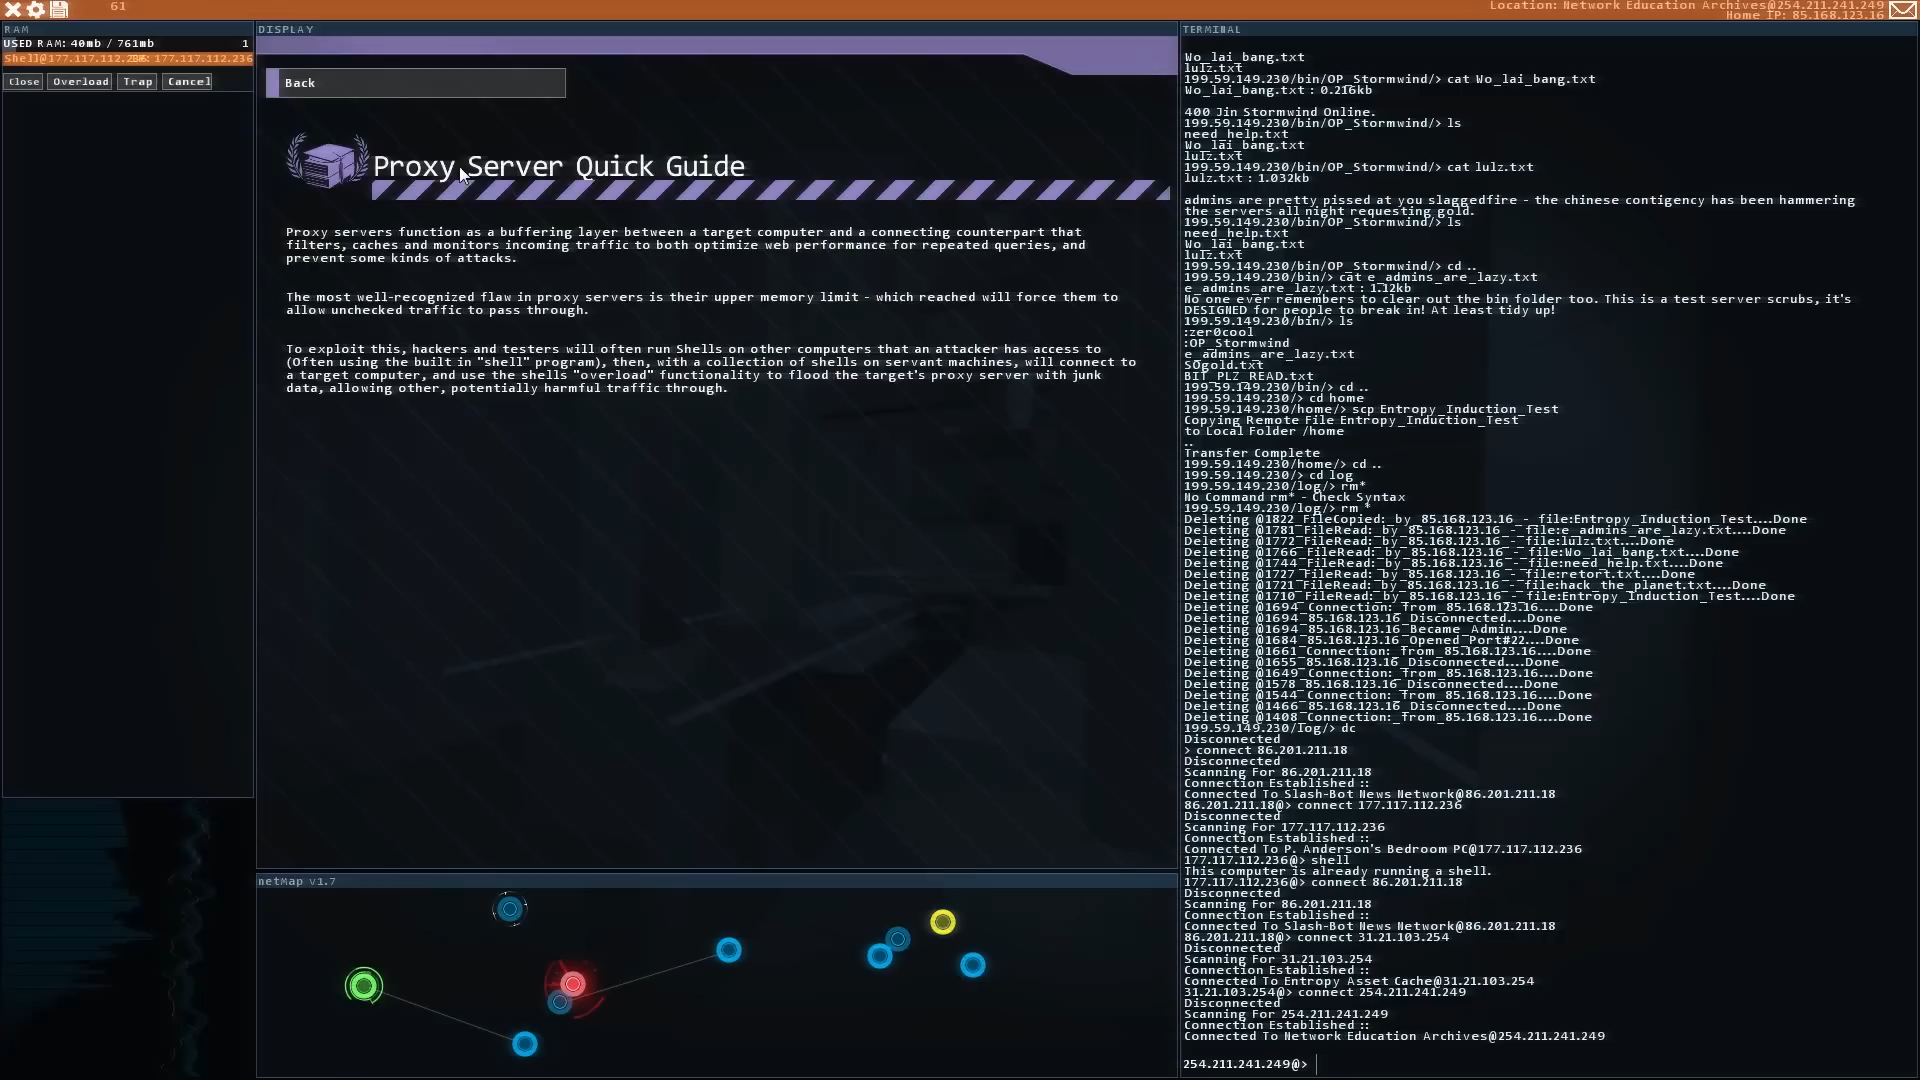 61
Location: Network Education Archives@254.211.241.249
Home IP: 85.168.123.16
RAM
USED RAM: 40mb / 761mb 1
Shell@177.117.112.236
177.117.112.236
Close Overload Trap Cancel
DISPLAY
Back
Proxy Server Quick Guide
Proxy servers function as a buffering layer between a target computer and a connecting counterpart that
filters, caches and monitors incoming traffic to both optimize web performance for repeated queries, and
prevent some kinds of attacks.
The most well-recognized flaw in proxy servers is their upper memory limit - which reached will force them to
allow unchecked traffic to pass through.
To exploit this, hackers and testers will often run Shells on other computers that an attacker has access to
(Often using the built in "shell" program), then, with a collection of shells on servant machines, will connect to
a target computer, and use the shells "overload" functionality to flood the target's proxy server with junk
data, allowing other, potentially harmful traffic through.
netMap v1.7
TERMINAL
Wo_lai_bang.txt
lulz.txt
199.59.149.230/bin/OP_Stormwind/> cat Wo_lai_bang.txt
Wo_lai_bang.txt : 0.216kb
400 Jin Stormwind Online.
199.59.149.230/bin/OP_Stormwind/> ls
need_help.txt
Wo_lai_bang.txt
lulz.txt
199.59.149.230/bin/OP_Stormwind/> cat lulz.txt
lulz.txt : 1.032kb
admins are pretty pissed at you slaggedfire - the chinese contigency has been hammering
the servers all night requesting gold.
199.59.149.230/bin/OP_Stormwind/> ls
need_help.txt
Wo_lai_bang.txt
lulz.txt
199.59.149.230/bin/OP_Stormwind/> cd ..
199.59.149.230/bin/> cat e_admins_are_lazy.txt
e_admins_are_lazy.txt : 1.12kb
No one ever remembers to clear out the bin folder too. This is a test server scrubs, it's
DESIGNED for people to break in! At least tidy up!
199.59.149.230/bin/> ls
:zer0cool
:OP_Stormwind
e_admins_are_lazy.txt
SOgold.txt
BIT_PLZ_READ.txt
199.59.149.230/bin/> cd ..
199.59.149.230/> cd home
199.59.149.230/home/> scp Entropy_Induction_Test
Copying Remote File Entropy_Induction_Test
to Local Folder /home
..
Transfer Complete
199.59.149.230/home/> cd ..
199.59.149.230/> cd log
199.59.149.230/log/> rm*
No Command rm* - Check Syntax
199.59.149.230/log/> rm *
Deleting @1822_FileCopied:_by_85.168.123.16_-_file:Entropy_Induction_Test....Done
Deleting @1781_FileRead:_by_85.168.123.16_-_file:e_admins_are_lazy.txt....Done
Deleting @1772_FileRead:_by_85.168.123.16_-_file:lulz.txt....Done
Deleting @1766_FileRead:_by_85.168.123.16_-_file:Wo_lai_bang.txt....Done
Deleting @1744_FileRead:_by_85.168.123.16_-_file:need_help.txt....Done
Deleting @1727_FileRead:_by_85.168.123.16_-_file:retort.txt....Done
Deleting @1721_FileRead:_by_85.168.123.16_-_file:hack_the_planet.txt....Done
Deleting @1710_FileRead:_by_85.168.123.16_-_file:Entropy_Induction_Test....Done
Deleting @1694_Connection:_from_85.168.123.16....Done
Deleting @1694_85.168.123.16_Disconnected....Done
Deleting @1694_85.168.123.16_Became_Admin....Done
Deleting @1684_85.168.123.16_Opened_Port#22....Done
Deleting @1661_Connection:_from_85.168.123.16....Done
Deleting @1655_85.168.123.16_Disconnected....Done
Deleting @1649_Connection:_from_85.168.123.16....Done
Deleting @1578_85.168.123.16_Disconnected....Done
Deleting @1544_Connection:_from_85.168.123.16....Done
Deleting @1466_85.168.123.16_Disconnected....Done
Deleting @1408_Connection:_from_85.168.123.16....Done
199.59.149.230/log/> dc
Disconnected
> connect 86.201.211.18
Disconnected
Scanning For 86.201.211.18
Connection Established ::
Connected To Slash-Bot News Network@86.201.211.18
86.201.211.18@> connect 177.117.112.236
Disconnected
Scanning For 177.117.112.236
Connection Established ::
Connected To P. Anderson's Bedroom PC@177.117.112.236
177.117.112.236@> shell
This computer is already running a shell.
177.117.112.236@> connect 86.201.211.18
Disconnected
Scanning For 86.201.211.18
Connection Established ::
Connected To Slash-Bot News Network@86.201.211.18
86.201.211.18@> connect 31.21.103.254
Disconnected
Scanning For 31.21.103.254
Connection Established ::
Connected To Entropy Asset Cache@31.21.103.254
31.21.103.254@> connect 254.211.241.249
Disconnected
Scanning For 254.211.241.249
Connection Established ::
Connected To Network Education Archives@254.211.241.249
254.211.241.249@>